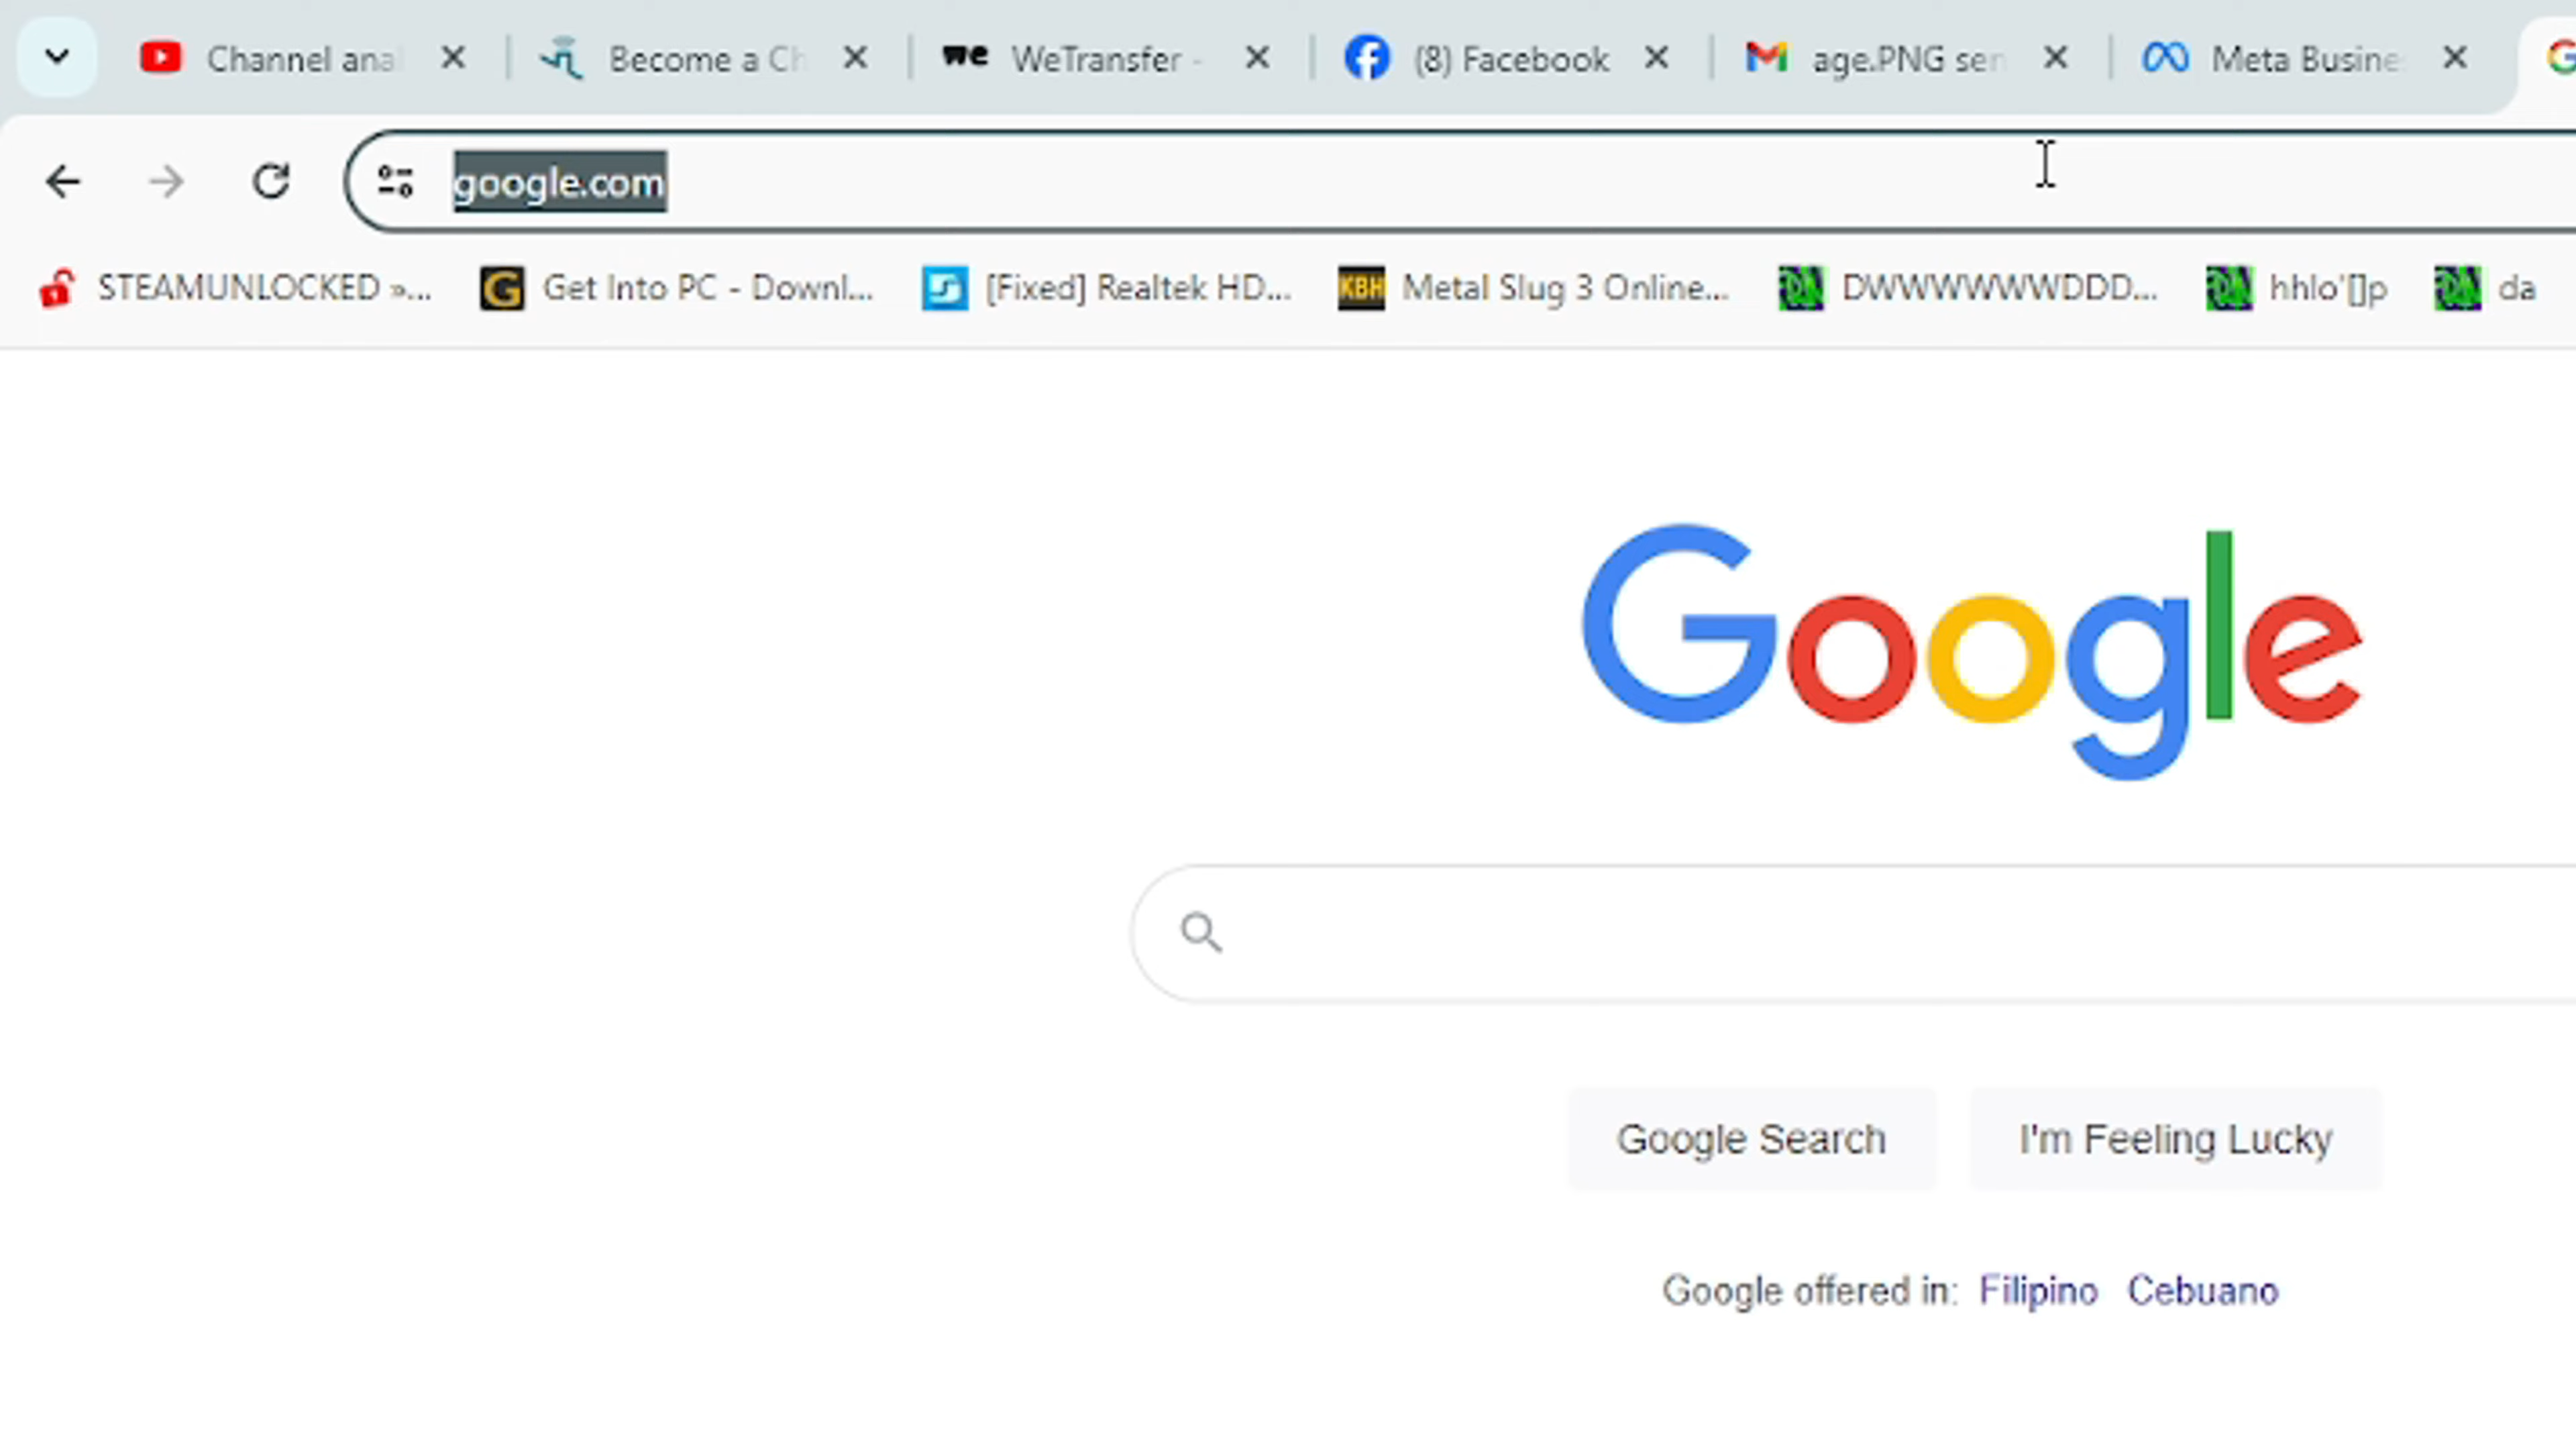 Channel ana
Become a Ch
WeTransfer -
(8) Facebook
age.PNG sen
Meta Busine
google.com
STEAMUNLOCKED »...
Get Into PC - Downl...
[Fixed] Realtek HD...
KBH
Metal Slug 3 Online...
DWWWWWWDDD...
hhlo'[]p
da
Google
Google Search
I'm Feeling Lucky
Google offered in: Filipino Cebuano